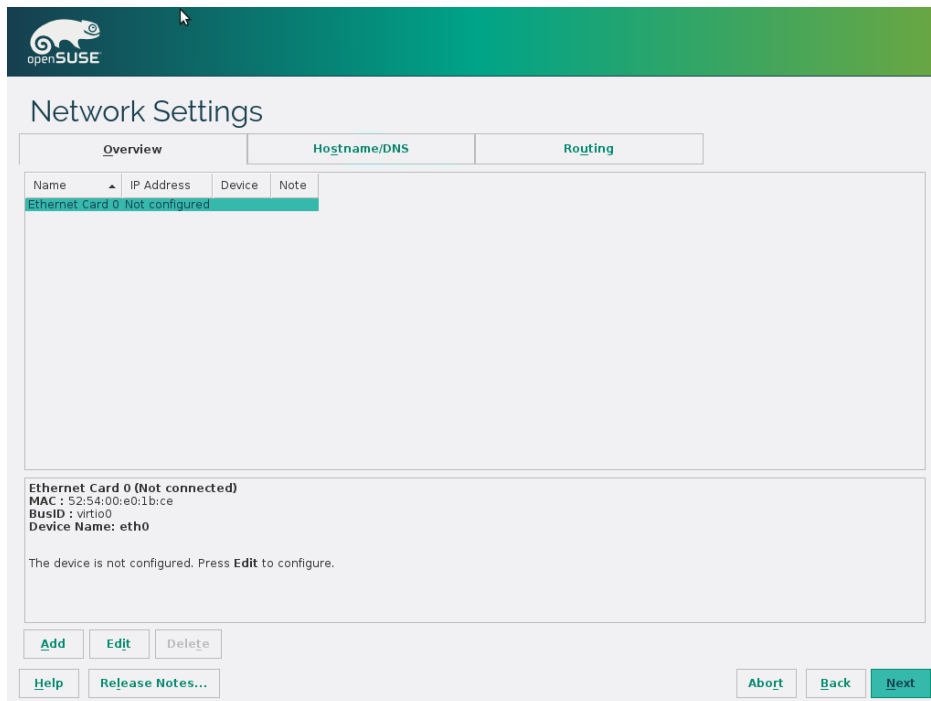 openSUSE
Network Settings
Overview Hostname/DNS Routing
Name IP Address Device Note
Ethernet Card 0 Not configured
Ethernet Card 0 (Not connected)
MAC : 52:54:00:e0:1b:ce
BusID : virtio0
Device Name: eth0
The device is not configured. Press Edit to configure.
Add Edit Delete
Help Release Notes... Abort Back Next